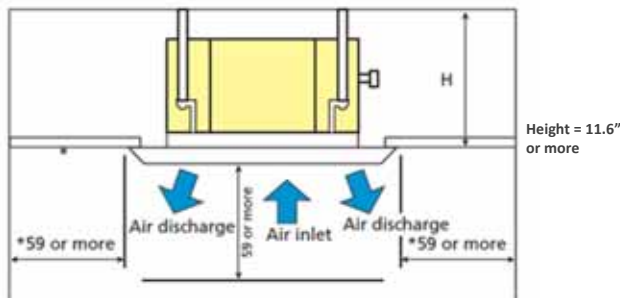 H
Height = 11.6"
or more
*
Air discharge
59 or more
Air inlet
Air discharge
*59 or more
*59 or more